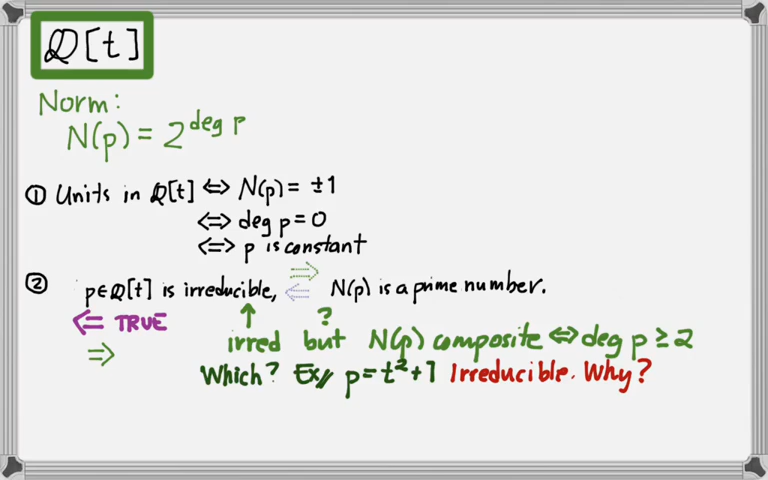 ℚ[t]
Norm:
N(p) = 2^deg p
① Units in ℚ[t] ⇔ N(p) = ±1
⇔ deg p = 0
⇔ p is constant
② p∈ℚ[t] is irreducible, ⇒ ⇐ N(p) is a prime number.
⇐ TRUE ↑ ?
⇒ irred but N(p) composite ⇔ deg p ≥ 2
Which? Ex// p = t²+1 Irreducible. Why?